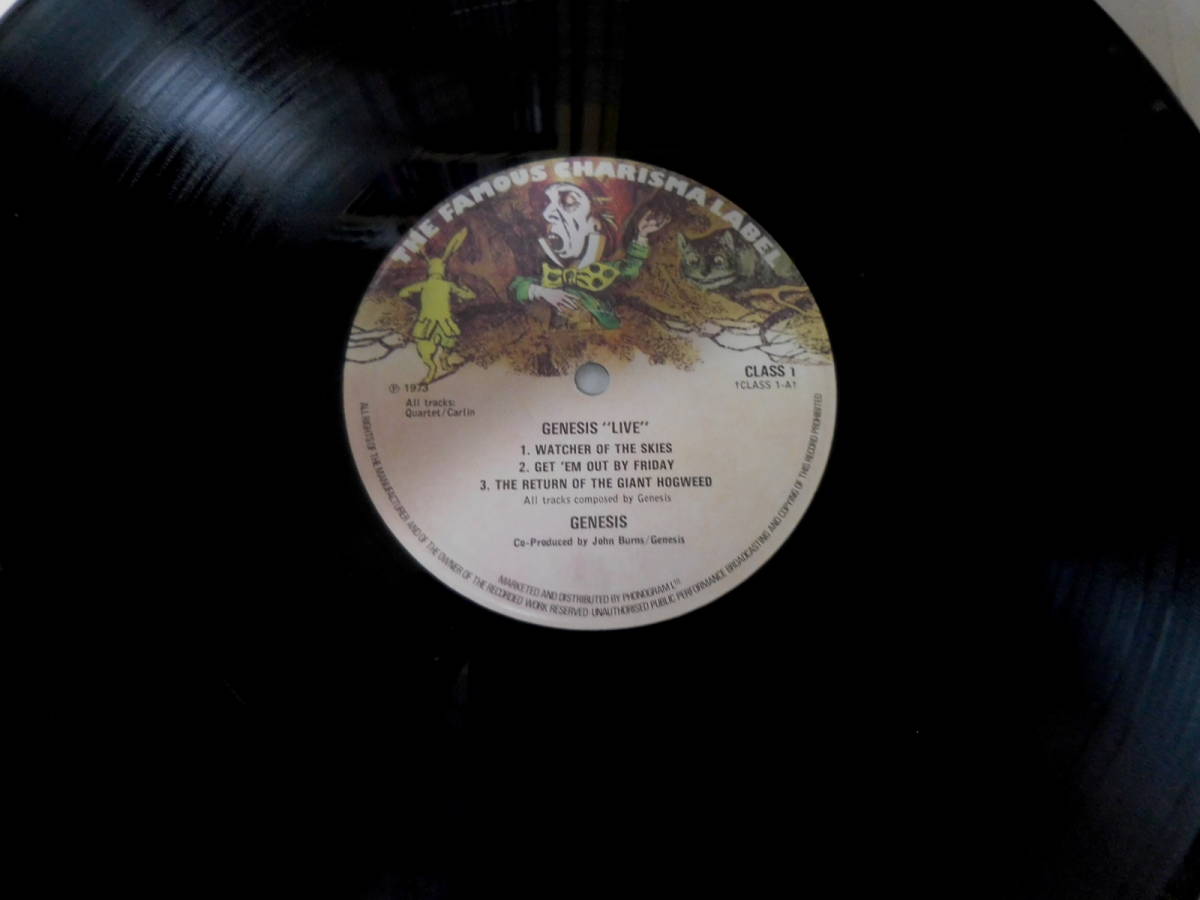 THE FAMOUS CHARISMA LABEL
℗ 1973
All tracks:
Quartet/Carlin
CLASS 1
†CLASS 1-A†
GENESIS "LIVE"
1. WATCHER OF THE SKIES
2. GET 'EM OUT BY FRIDAY
3. THE RETURN OF THE GIANT HOGWEED
All tracks composed by Genesis
GENESIS
Co-Produced by John Burns/Genesis
MARKETED AND DISTRIBUTED BY PHONOGRAM LTD
ALL RIGHTS OF THE MANUFACTURER AND OF THE OWNER OF THE RECORDED WORK RESERVED UNAUTHORISED PUBLIC PERFORMANCE BROADCASTING AND COPYING OF THIS RECORD PROHIBITED